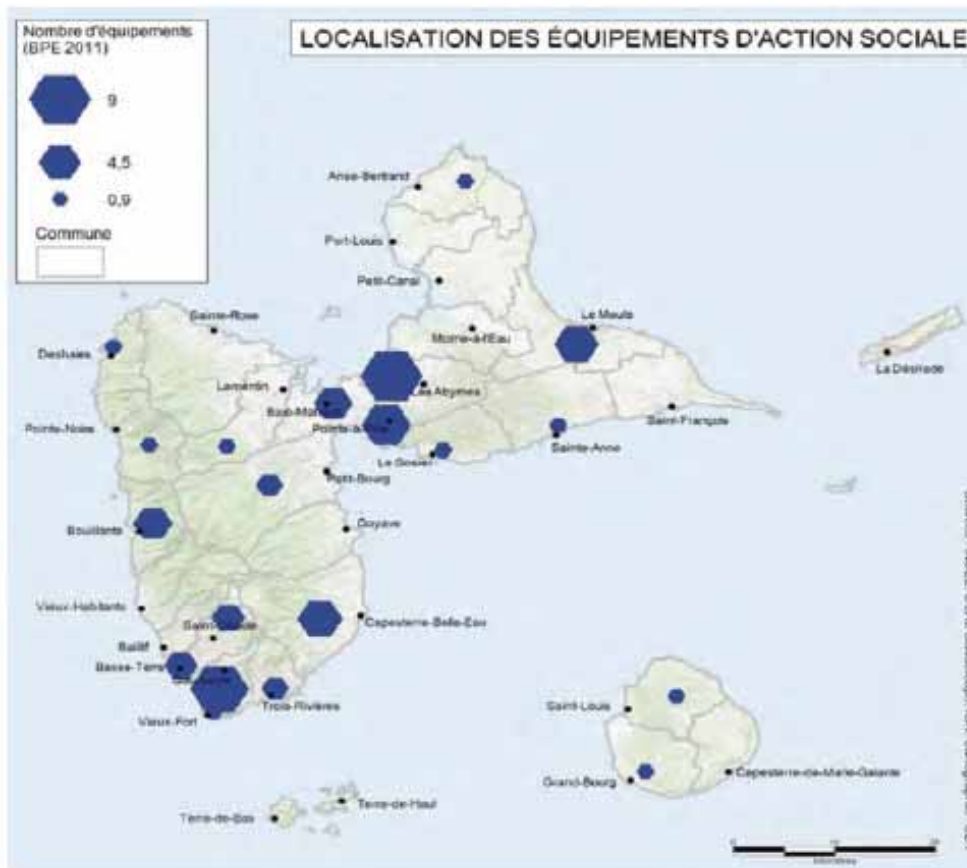 Nombre d'équipements
(BPE 2011)
9
4,5
0,9
Commune
LOCALISATION DES ÉQUIPEMENTS D'ACTION SOCIALE
Anse-Bertrand
Port-Louis
Petit-Canal
Sainte-Rose
Morne-à-l'Eau
Le Moule
Deshaies
La Désirade
Lamentin
Les Abymes
Saint-François
Pointe-Noire
Sainte-Anne
Le Gosier
Petit-Bourg
Bouillante
Goyave
Vieux-Habitants
Capesterre-Belle-Eau
Baillif
Basse-Terre
Trois-Rivières
Vieux-Fort
Saint-Louis
Grand-Bourg
Capesterre-de-Marie-Galante
Terre-de-Haut
Terre-de-Bas